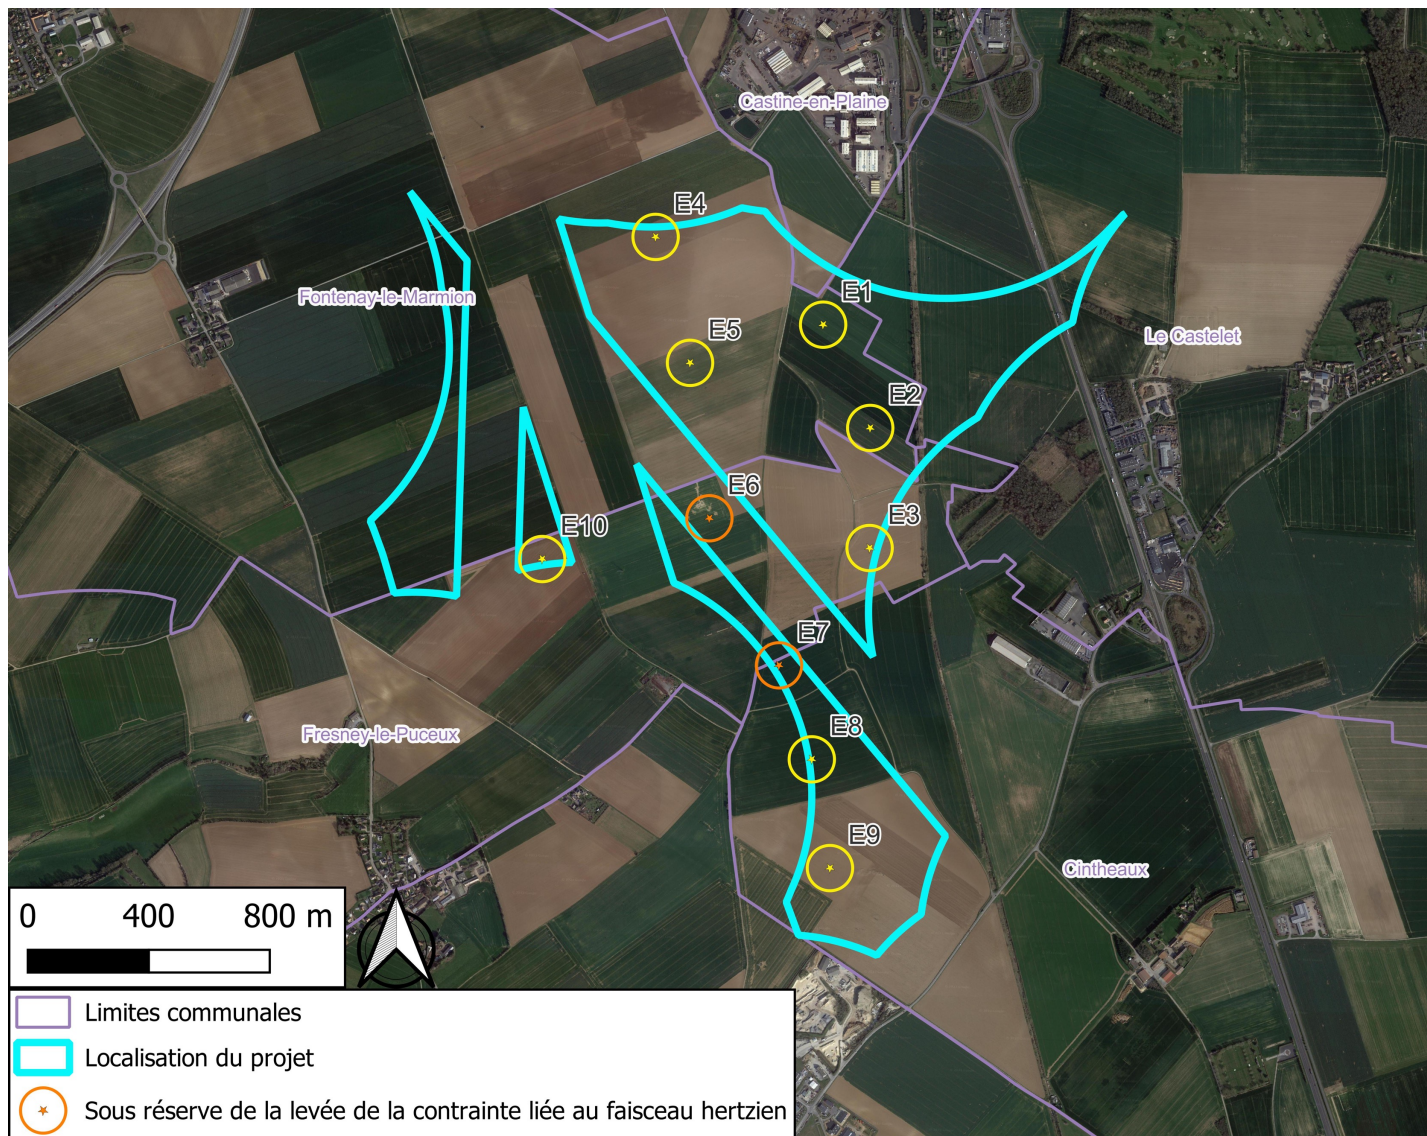 Castine-en-Plaine
E4
Fontenay-le-Marmion
E1
Le Castelet
E5
E2
E6
E3
E10
E7
Fresney-le-Puceux
E8
E9
Cintheaux
0 400 800 m
Limites communales
Localisation du projet
Sous réserve de la levée de la contrainte liée au faisceau hertzien